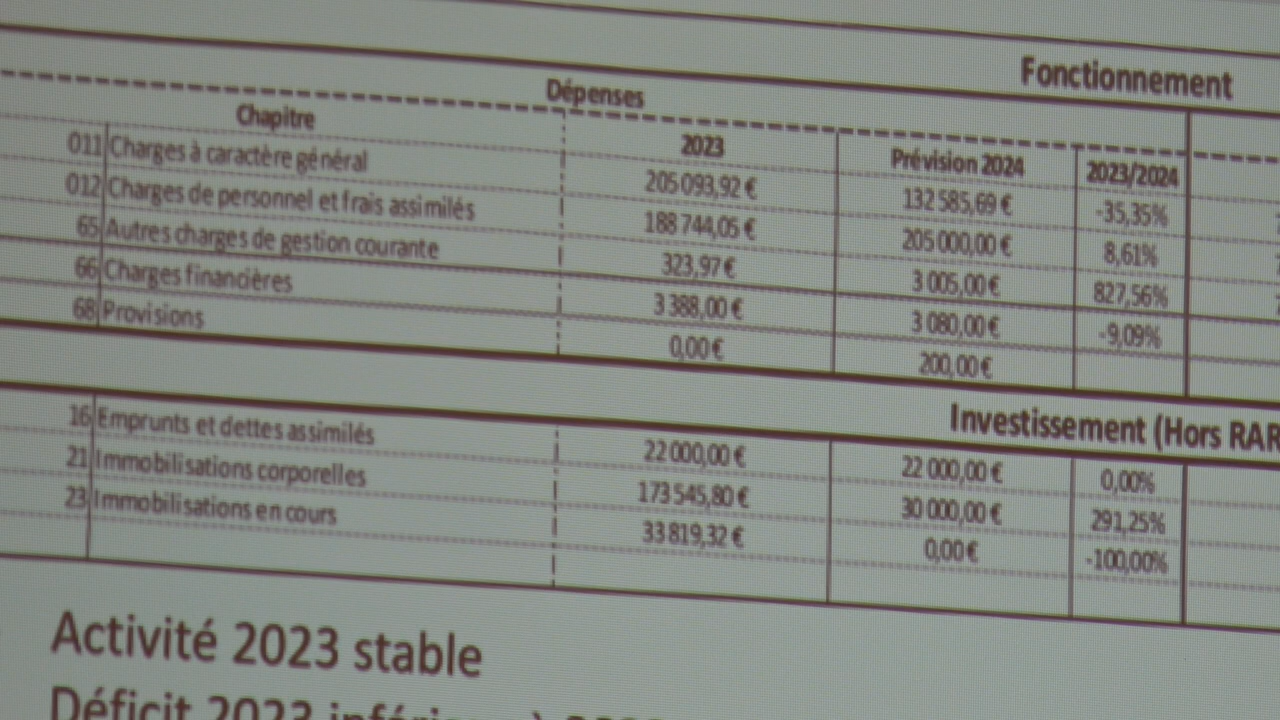 Fonctionnement
Dépenses
Chapitre 2023 Prévision 2024 2023/2024
011 Charges à caractère général 205 093,92 € 132 585,69 € -35,35%
012 Charges de personnel et frais assimilés 188 744,05 € 205 000,00 € 8,61%
65 Autres charges de gestion courante 323,97 € 3 005,00 € 827,56%
66 Charges financières 3 388,00 € 3 080,00 € -9,09%
68 Provisions 0,00 € 200,00 €
Investissement (Hors RAR
16 Emprunts et dettes assimilés 22 000,00 € 22 000,00 € 0,00%
21 Immobilisations corporelles 173 545,80 € 30 000,00 € 291,25%
23 Immobilisations en cours 33 819,32 € 0,00 € -100,00%
Activité 2023 stable
Déficit 2023